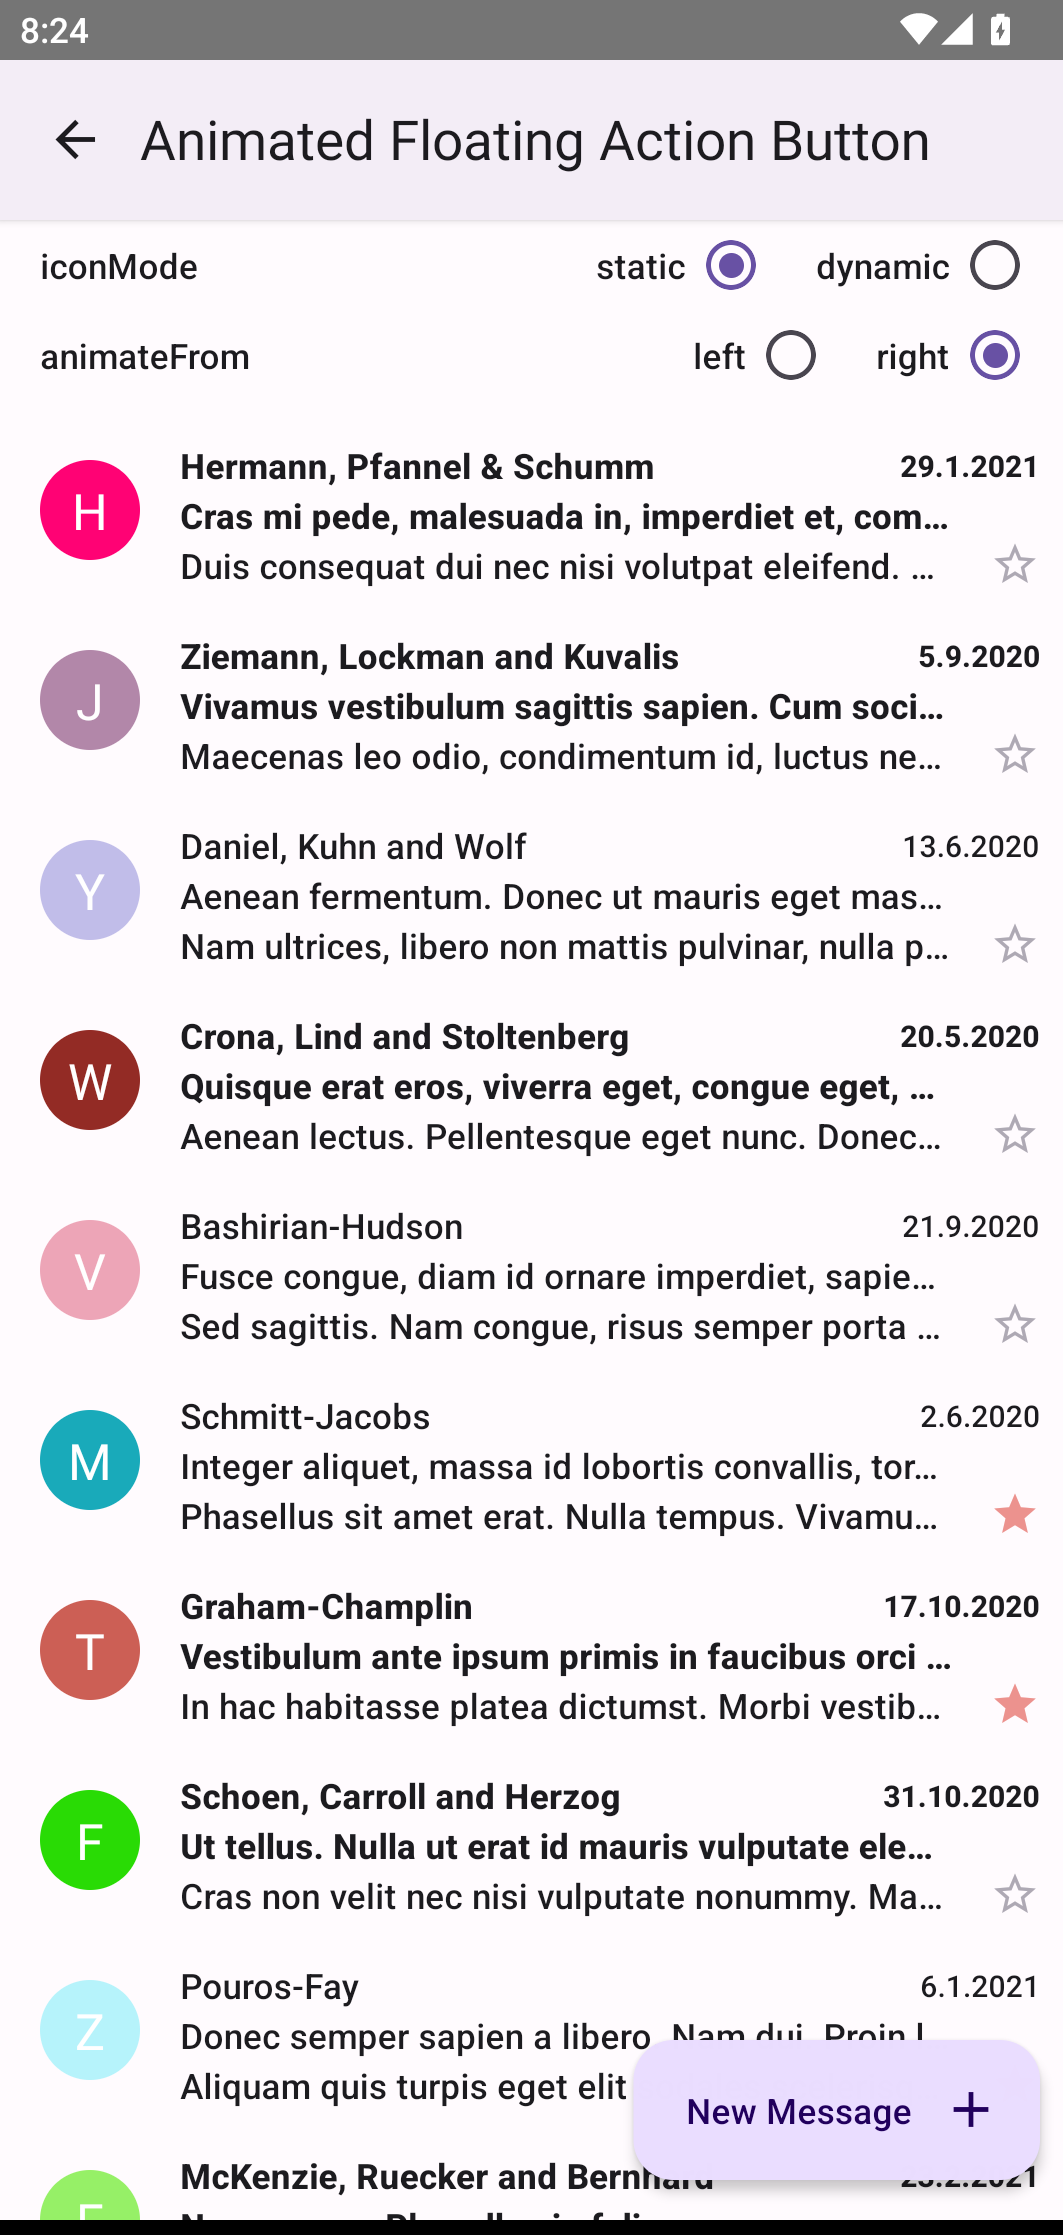 8:24
Animated Floating Action Button
iconMode static dynamic
animateFrom left right
H
Hermann, Pfannel & Schumm 29.1.2021
Cras mi pede, malesuada in, imperdiet et, com…
Duis consequat dui nec nisi volutpat eleifend. …
J
Ziemann, Lockman and Kuvalis 5.9.2020
Vivamus vestibulum sagittis sapien. Cum soci…
Maecenas leo odio, condimentum id, luctus ne…
Y
Daniel, Kuhn and Wolf 13.6.2020
Aenean fermentum. Donec ut mauris eget mas…
Nam ultrices, libero non mattis pulvinar, nulla p…
W
Crona, Lind and Stoltenberg 20.5.2020
Quisque erat eros, viverra eget, congue eget, …
Aenean lectus. Pellentesque eget nunc. Donec…
V
Bashirian-Hudson 21.9.2020
Fusce congue, diam id ornare imperdiet, sapie…
Sed sagittis. Nam congue, risus semper porta …
M
Schmitt-Jacobs 2.6.2020
Integer aliquet, massa id lobortis convallis, tor…
Phasellus sit amet erat. Nulla tempus. Vivamu…
T
Graham-Champlin 17.10.2020
Vestibulum ante ipsum primis in faucibus orci …
In hac habitasse platea dictumst. Morbi vestib…
F
Schoen, Carroll and Herzog 31.10.2020
Ut tellus. Nulla ut erat id mauris vulputate ele…
Cras non velit nec nisi vulputate nonummy. Ma…
Z
Pouros-Fay 6.1.2021
Donec semper sapien a libero. Nam dui. Proin
Aliquam quis turpis eget elit
New Message
McKenzie, Ruecker and Bernhard